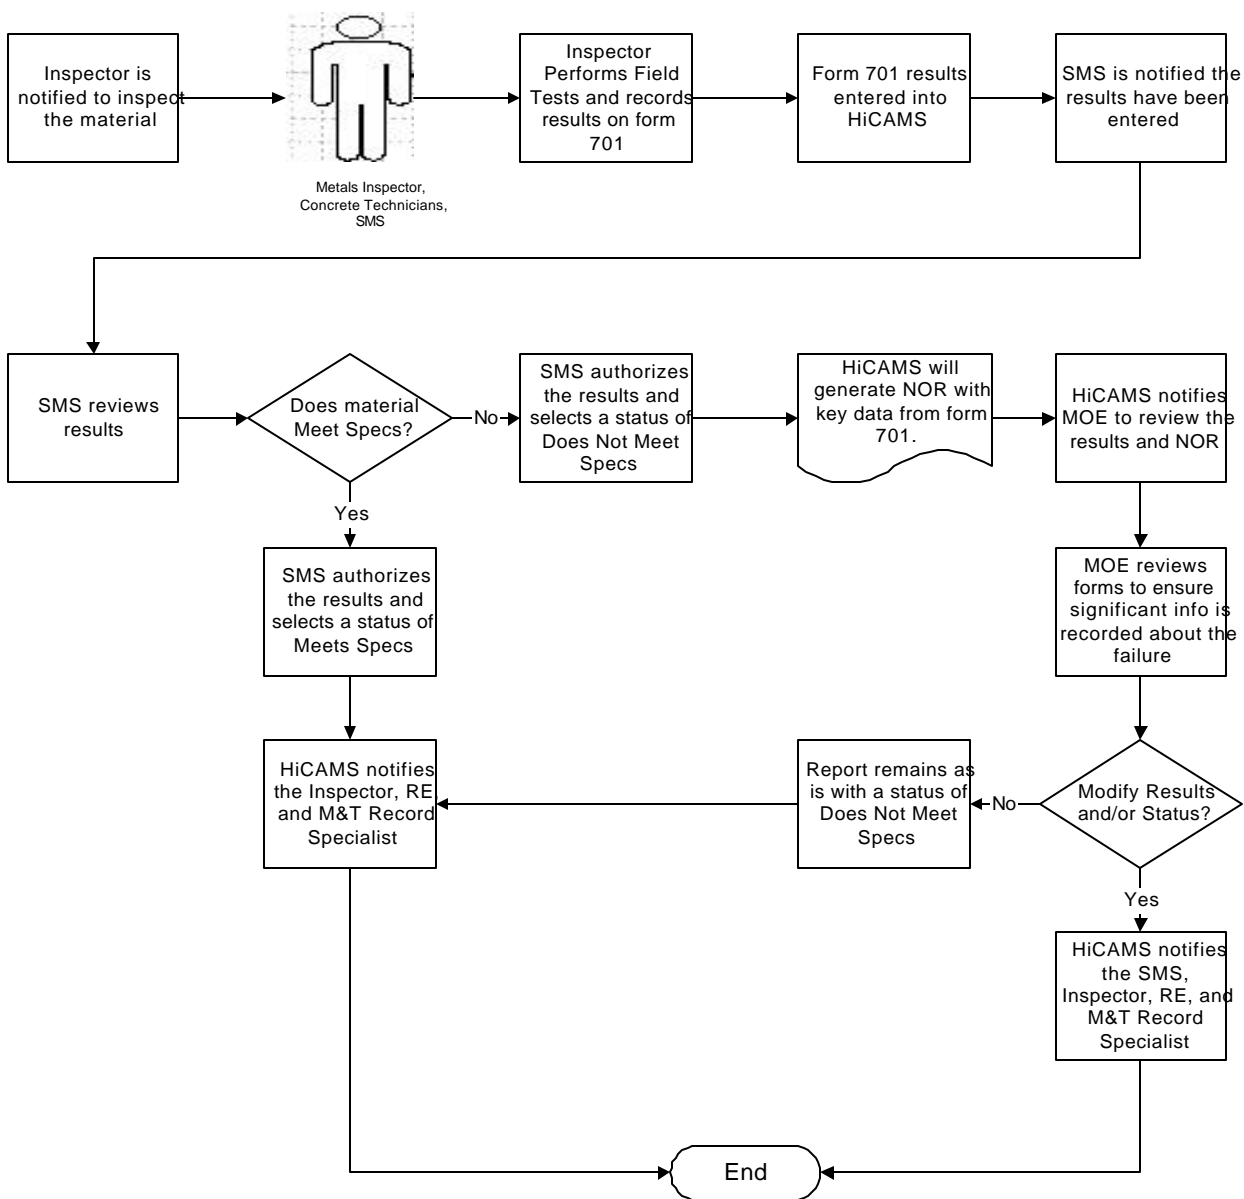 Inspector is
notified to inspect
the material
Metals Inspector,
Concrete Technicians,
SMS
Inspector
Performs Field
Tests and records
results on form
701
Form 701 results
entered into
HiCAMS
SMS is notified the
results have been
entered
SMS reviews
results
Does material
Meet Specs?
No
SMS authorizes
the results and
selects a status of
Does Not Meet
Specs
HiCAMS will
generate NOR with
key data from form
701.
HiCAMS notifies
MOE to review the
results and NOR
Yes
SMS authorizes
the results and
selects a status of
Meets Specs
MOE reviews
forms to ensure
significant info is
recorded about the
failure
HiCAMS notifies
the Inspector, RE,
and M&T Record
Specialist
Report remains as
is with a status of
Does Not Meet
Specs
No
Modify Results
and/or Status?
Yes
HiCAMS notifies
the SMS,
Inspector, RE, and
M&T Record
Specialist
End